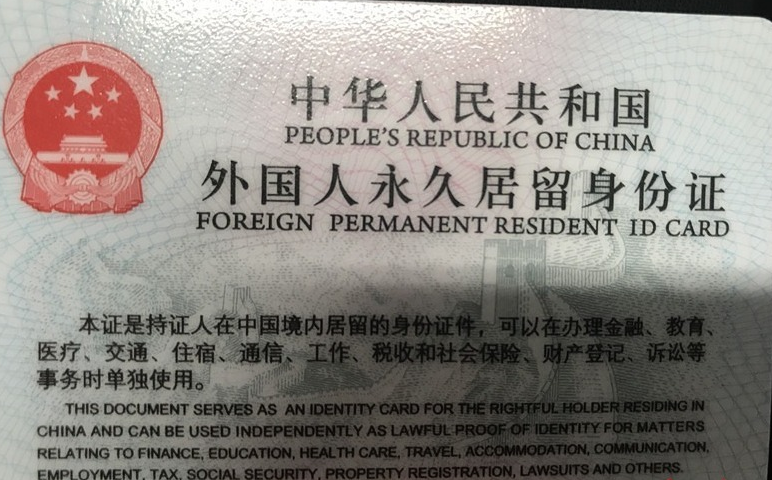 中华人民共和国
PEOPLE'S REPUBLIC OF CHINA
外国人永久居留身份证
FOREIGN PERMANENT RESIDENT ID CARD
本证是持证人在中国境内居留的身份证件，可以在办理金融、教育、
医疗、交通、住宿、通信、工作、税收和社会保险、财产登记、诉讼等
事务时单独使用。
THIS DOCUMENT SERVES AS AN IDENTITY CARD FOR THE RIGHTFUL HOLDER RESIDING IN
CHINA AND CAN BE USED INDEPENDENTLY AS LAWFUL PROOF OF IDENTITY FOR MATTERS
RELATING TO FINANCE, EDUCATION, HEALTH CARE, TRAVEL, ACCOMMODATION, COMMUNICATION,
EMPLOYMENT, TAX, SOCIAL SECURITY, PROPERTY REGISTRATION, LAWSUITS AND OTHERS.